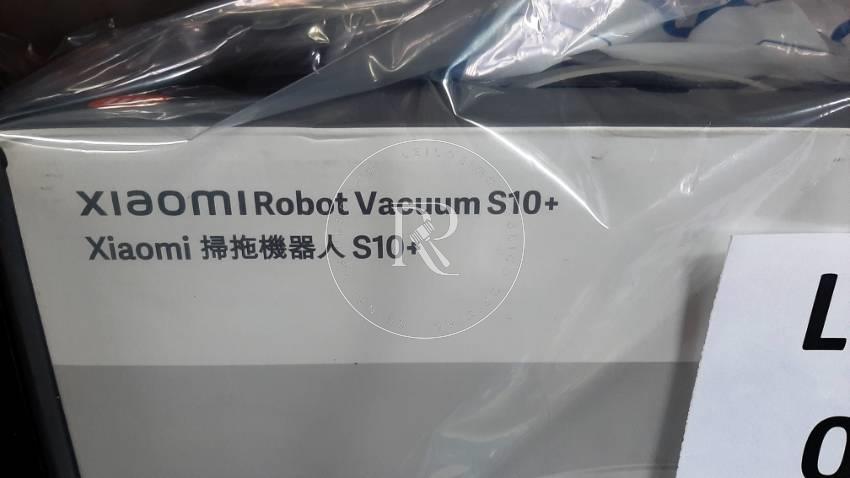 xiaomi Robot Vacuum S10+
Xiaomi 掃拖機器人 S10+
R
L